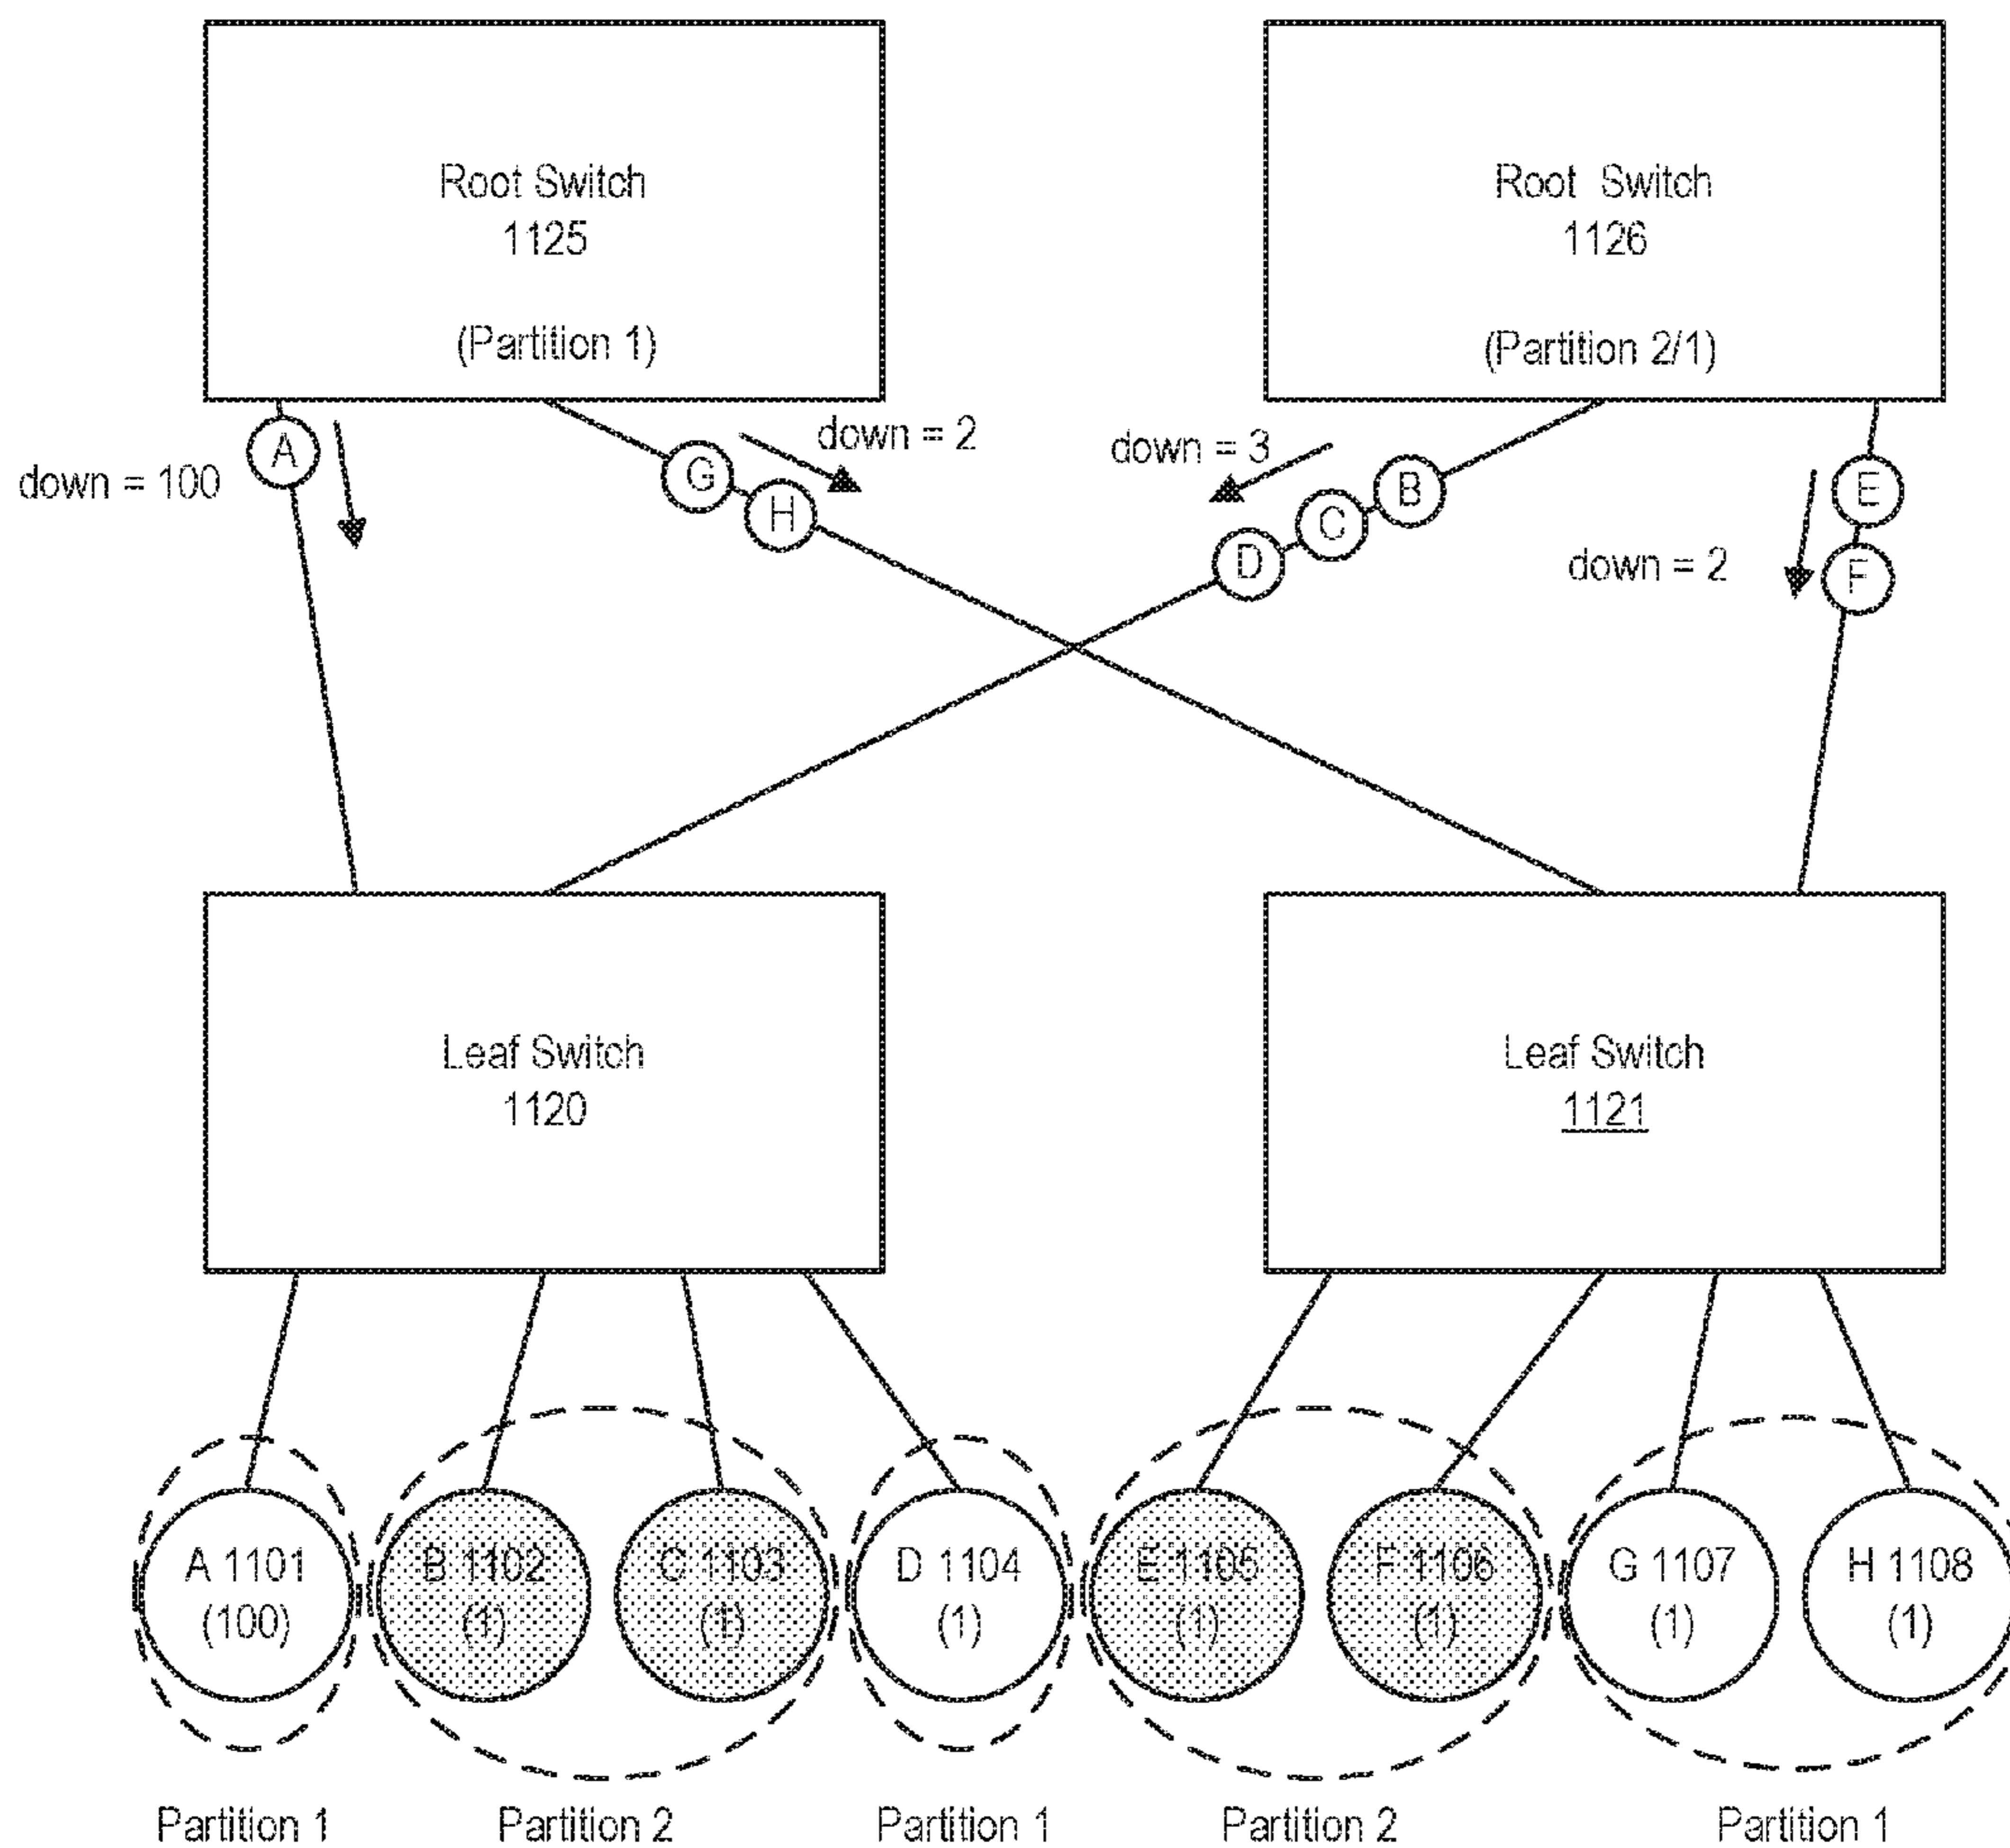 Root Switch
1125
(Partition 1)
Root Switch
1126
(Partition 2/1)
A
down = 100
G
H
down = 2
down = 3
B
C
D
E
F
down = 2
Leaf Switch
1120
Leaf Switch
1121
A 1101
(100)
B 1102
(1)
C 1103
(1)
D 1104
(1)
E 1105
(1)
F 1106
(1)
G 1107
(1)
H 1108
(1)
Partition 1
Partition 2
Partition 1
Partition 2
Partition 1